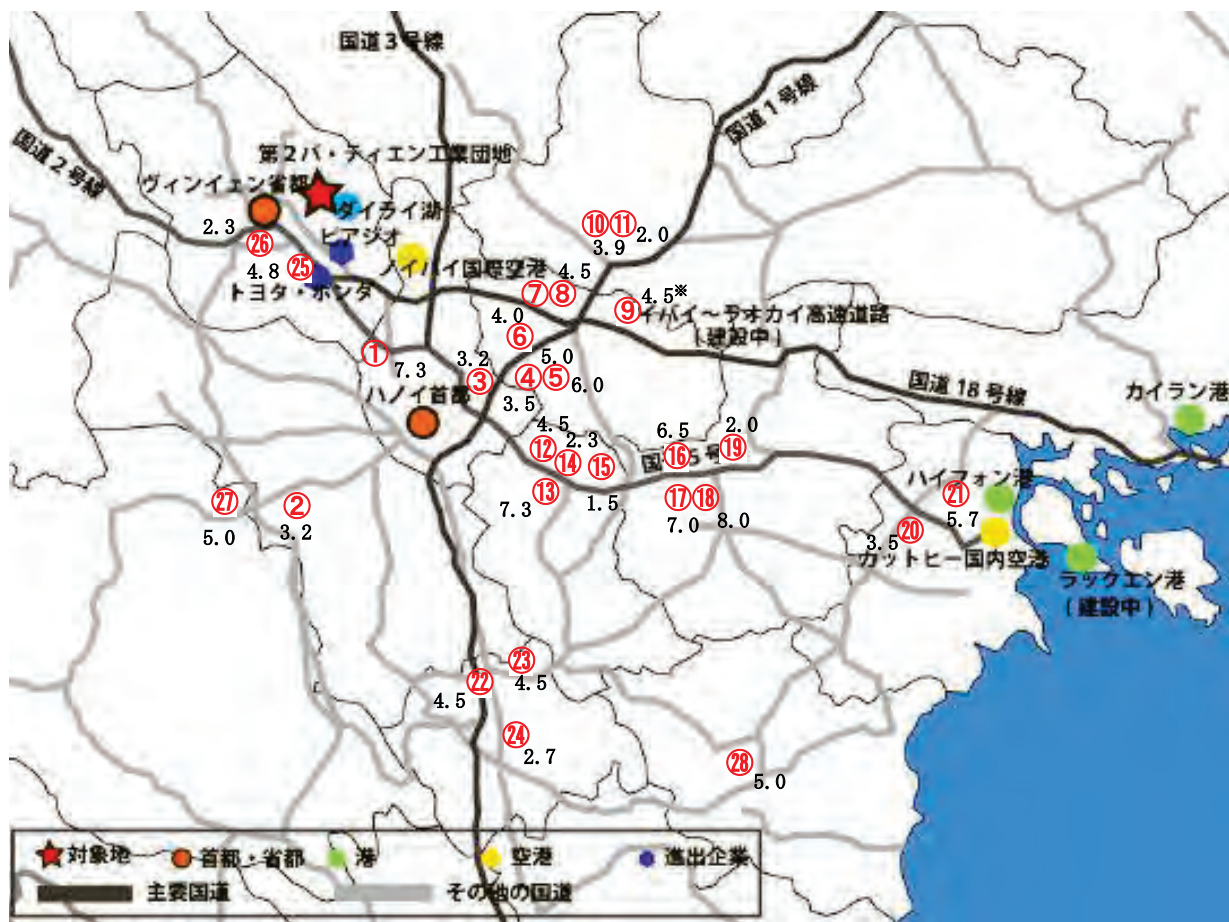 国道3号線
国道1号線
国道2号線
第2バ・ティエン工業団地
ヴィンイェン省都
ダイライ湖
⑩ ⑪
2.3
3.9 2.0
㉖
ピアジオ
4.8 ㉕
ノイバイ国際空港
4.5
トヨタ・ホンダ
⑦ ⑧
4.5※
⑨
イバイ～ラオカイ高速道路
(建設中)
4.0
⑥
①
7.3
3.2
5.0
③
④ ⑤
6.0
国道18号線
カイラン港
ハノイ首都
3.5
4.5
2.3
6.5
2.0
⑫
⑭
⑮
国
⑯
5号
⑲
⑬
7.3
1.5
⑰ ⑱
7.0
8.0
ハイフォン港
㉑
5.7
⑳
3.5
カットビー国内空港
ラックエン港
(建設中)
㉗
5.0
②
3.2
㉓
4.5
㉒
4.5
㉔
2.7
㉘
5.0
対象地 首都・省都 港 空港 進出企業
主要国道 その他の国道